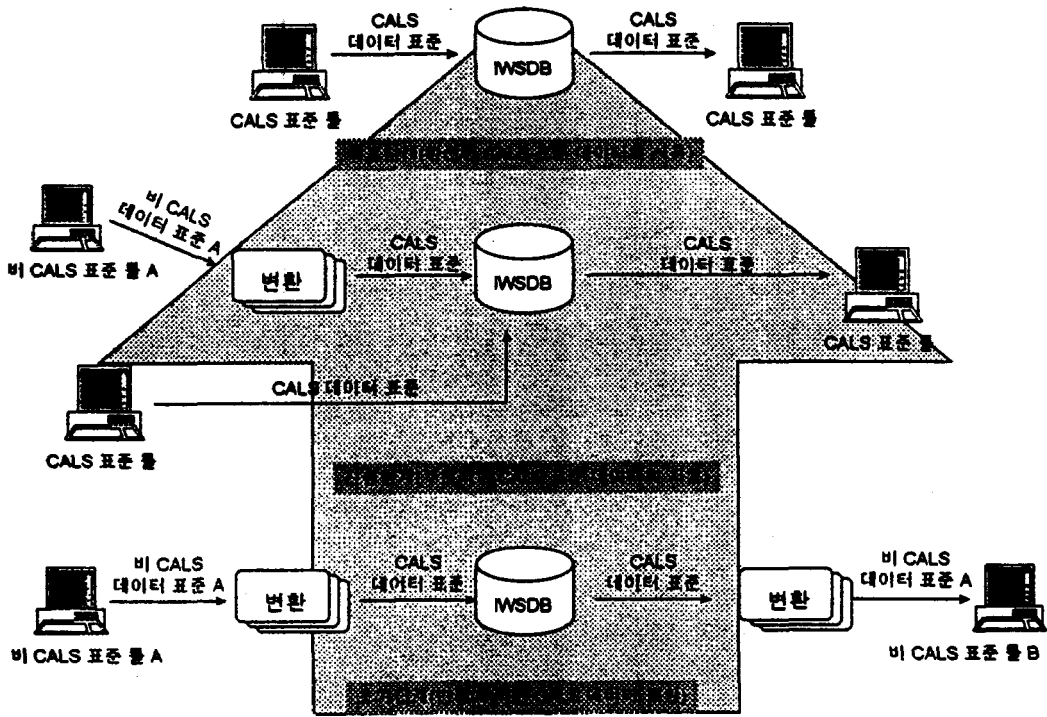 CALS
데이터 표준
CALS
데이터 표준
IWSDB
CALS 표준 툴
CALS 표준 툴
비 CALS
데이터 표준 A
비 CALS 표준 툴 A
변환
CALS
데이터 표준
IWSDB
CALS
데이터 표준
CALS 표준 툴
CALS 데이터 표준
CALS 표준 툴
비 CALS
데이터 표준 A
비 CALS 표준 툴 A
변환
CALS
데이터 표준
IWSDB
CALS
데이터 표준
변환
비 CALS
데이터 표준 A
비 CALS 표준 툴 B